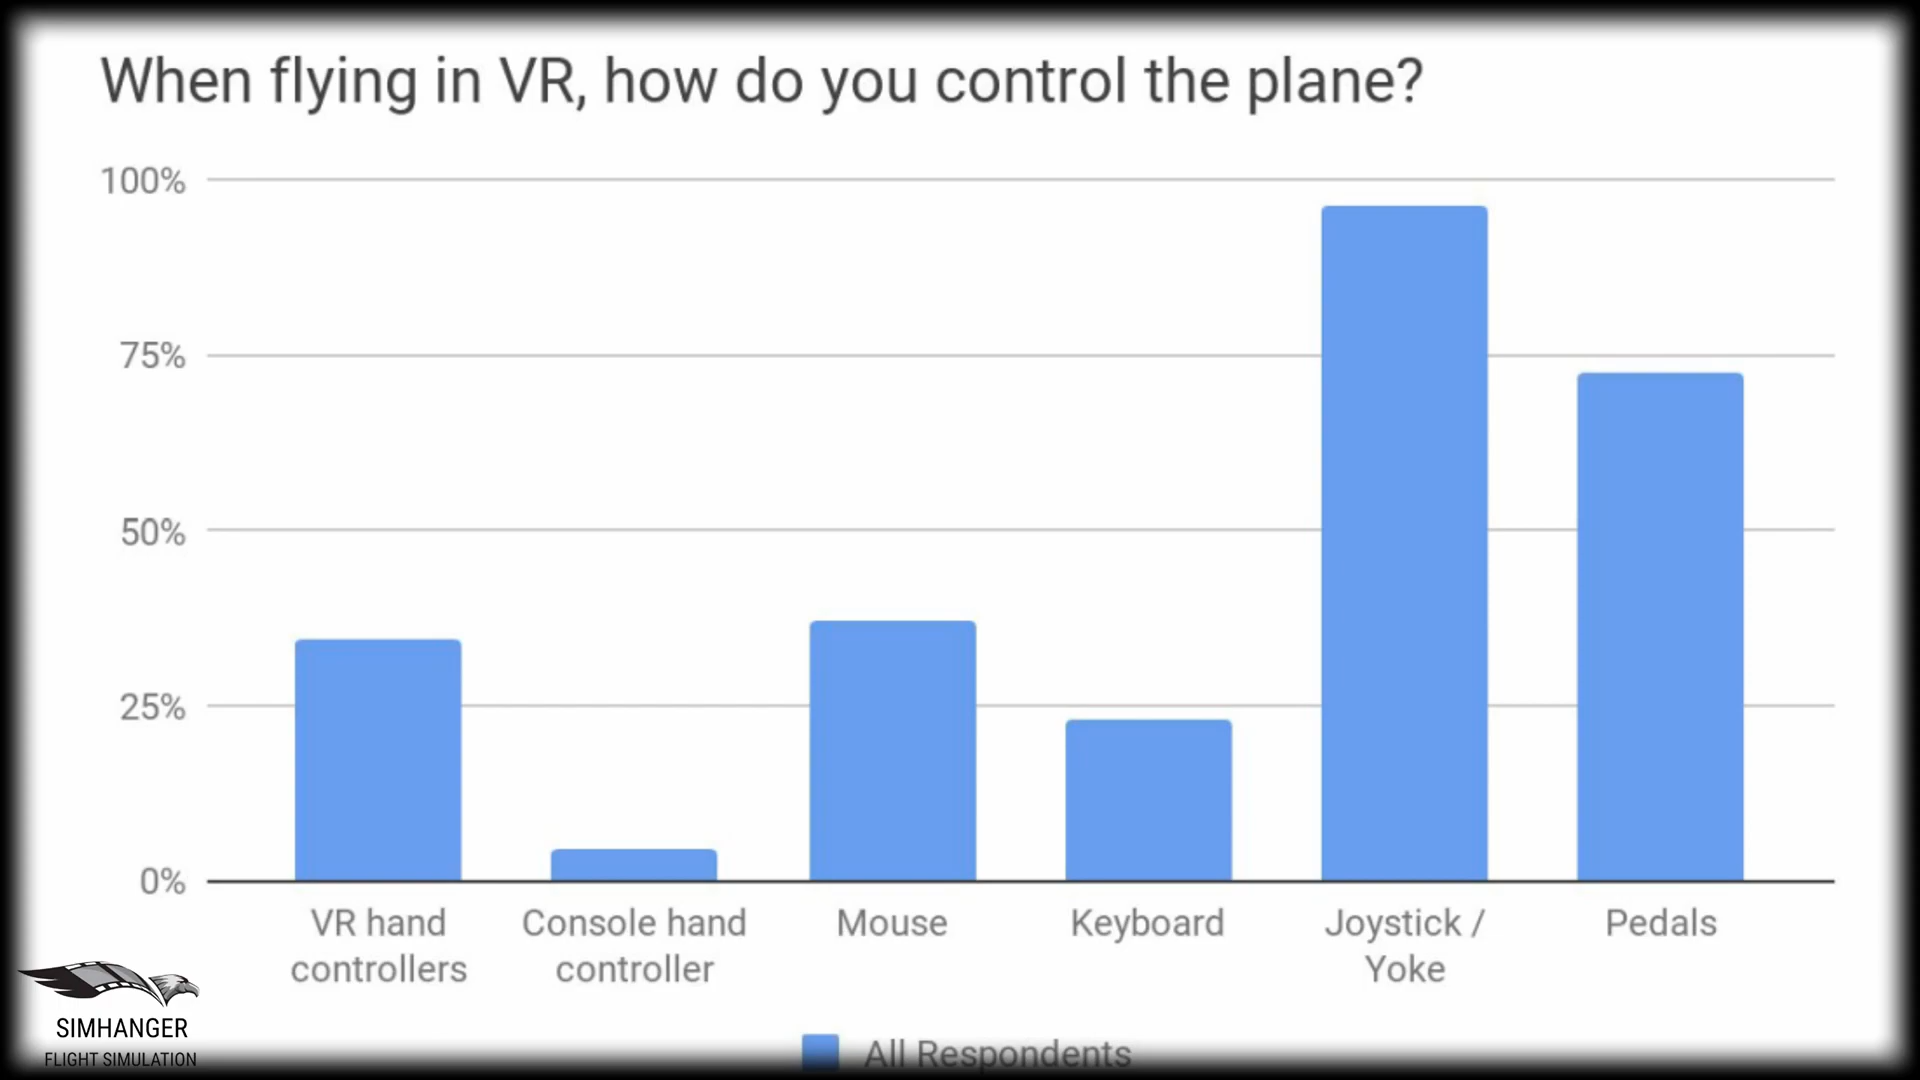 When flying in VR, how do you control the plane?
100%
75%
50%
25%
0%
VR hand
controllers
Console hand
controller
Mouse
Keyboard
Joystick /
Yoke
Pedals
All Respondents
SIMHANGER
FLIGHT SIMULATION